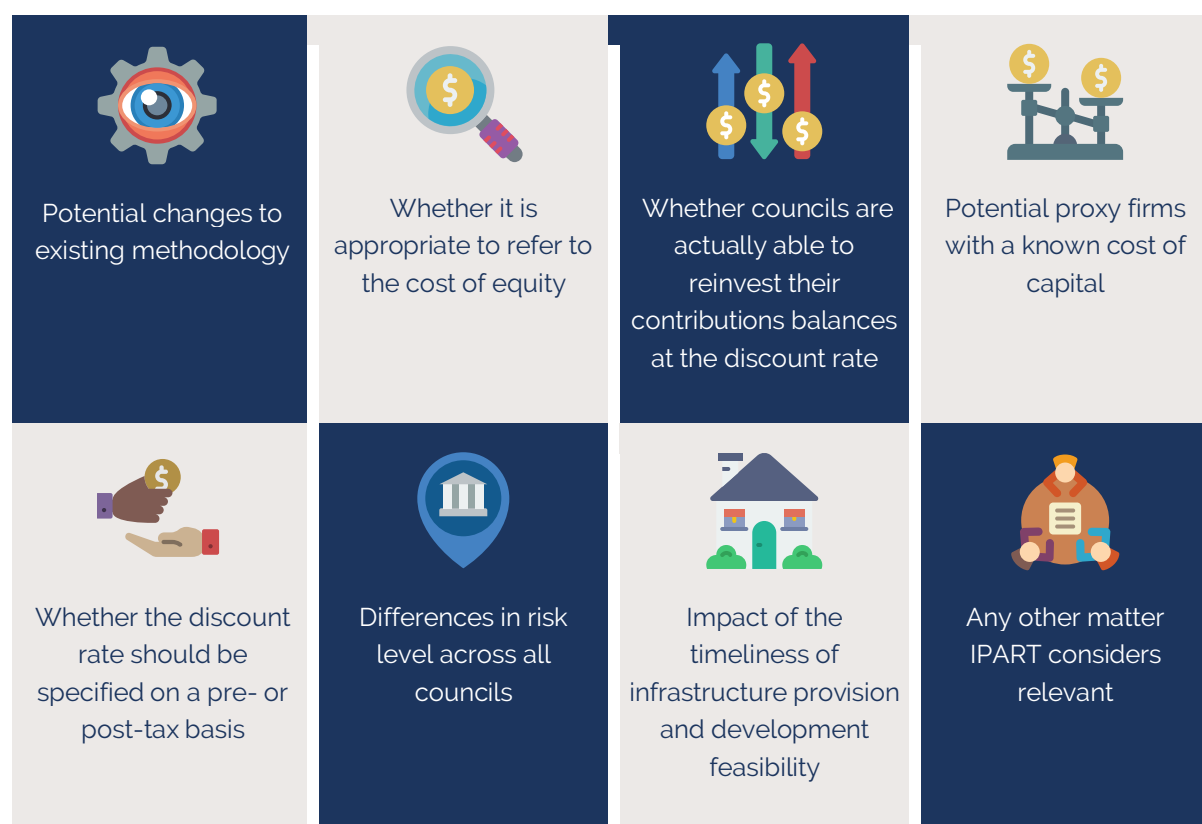 Potential changes to
existing methodology
Whether it is
appropriate to refer to
the cost of equity
Whether councils are
actually able to
reinvest their
contributions balances
at the discount rate
Potential proxy firms
with a known cost of
capital
Whether the discount
rate should be
specified on a pre- or
post-tax basis
Differences in risk
level across all
councils
Impact of the
timeliness of
infrastructure provision
and development
feasibility
Any other matter
IPART considers
relevant